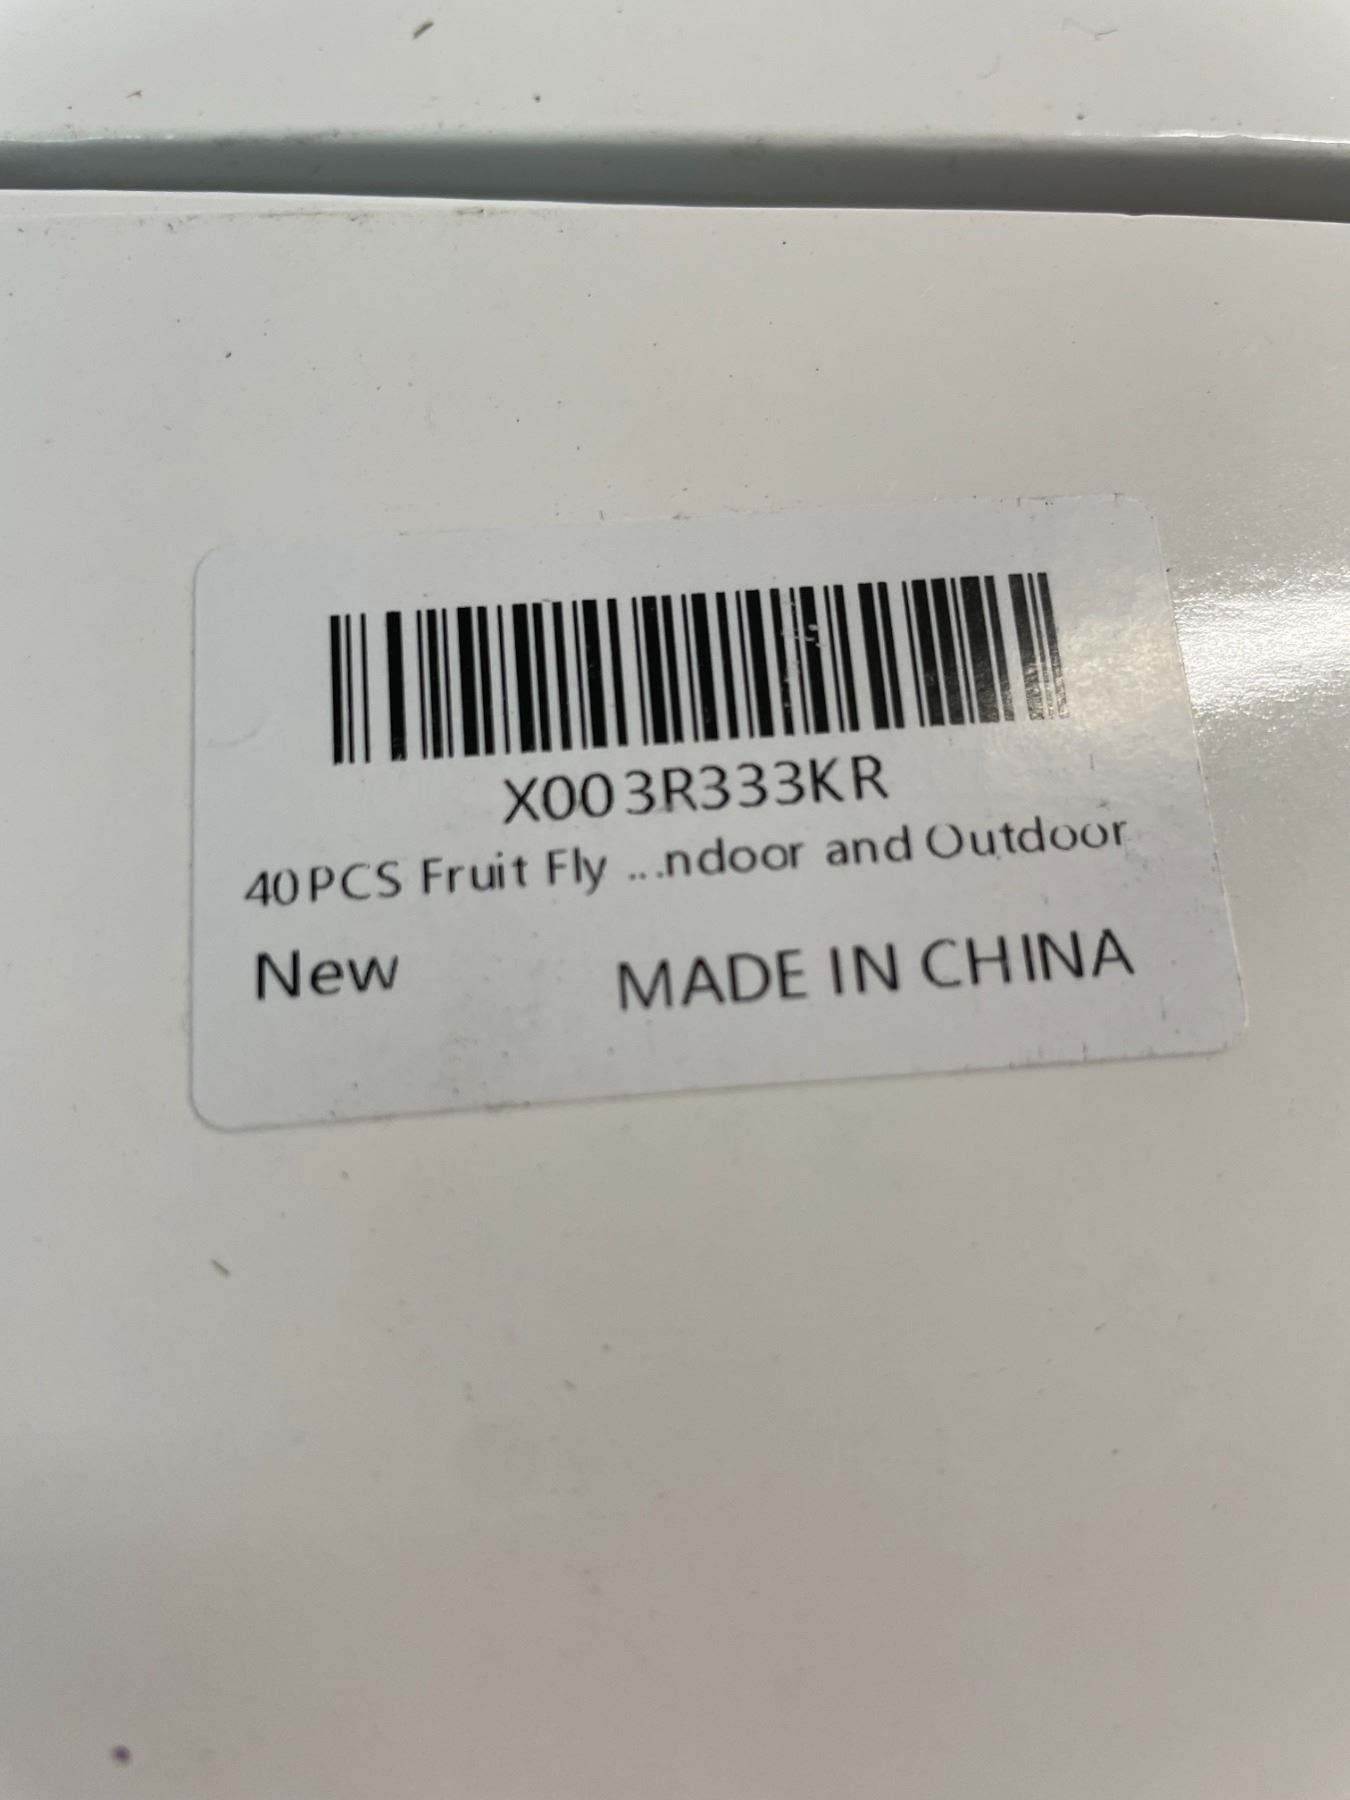 X003R333KR
40PCS Fruit Fly ...ndoor and Outdoor
New MADE IN CHINA